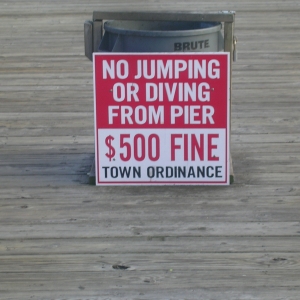 BRUTE
NO JUMPING
OR DIVING
FROM PIER
$500 FINE
TOWN ORDINANCE